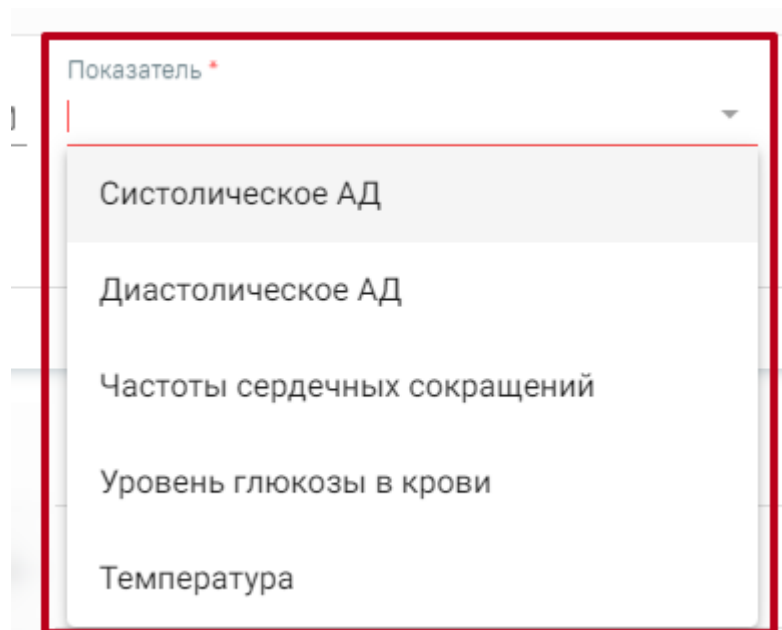 Показатель *
Систолическое АД
Диастолическое АД
Частоты сердечных сокращений
Уровень глюкозы в крови
Температура